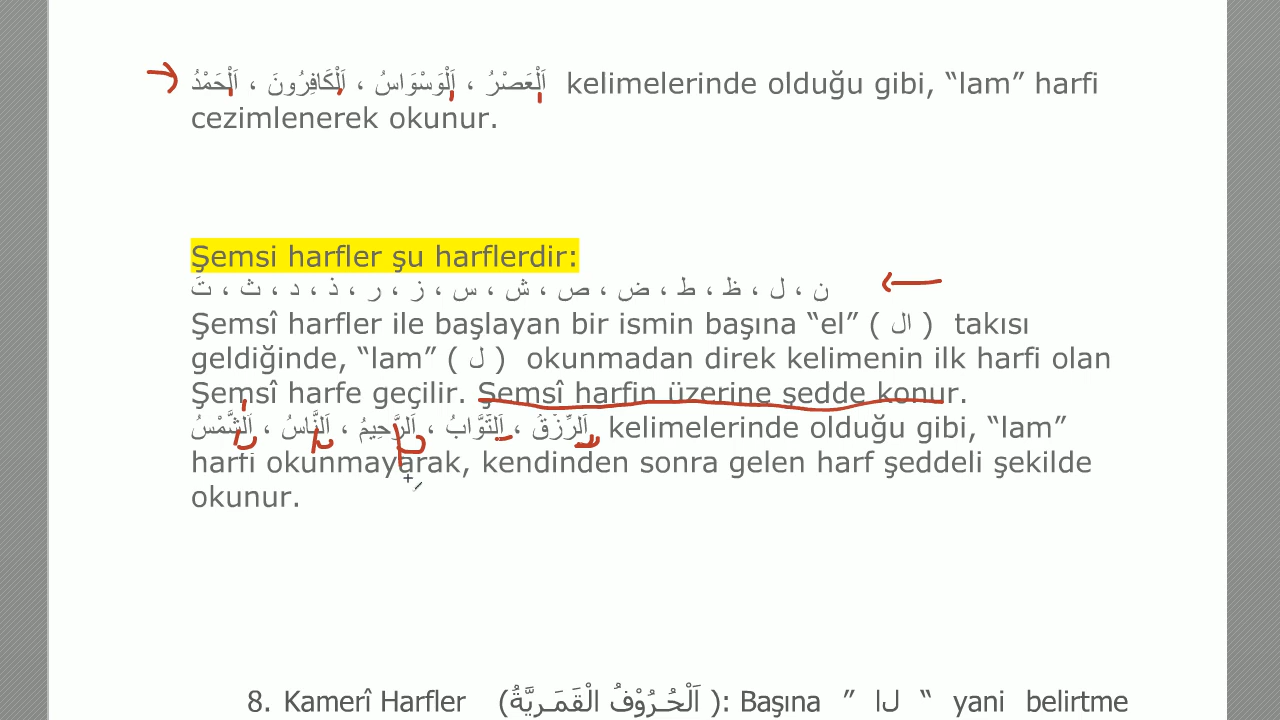 اَلْحَمْدُ ، اَلْكَافِرُونَ ، اَلْوَسْوَاسُ ، اَلْعَصْرُ kelimelerinde olduğu gibi, “lam” harfi
cezimlenerek okunur.
Şemsi harfler şu harflerdir:
ت ، ث ، د ، ذ ، ر ، ز ، س ، ش ، ص ، ض ، ط ، ظ ، ل ، ن
Şemsî harfler ile başlayan bir ismin başına “el” ( ال ) takısı
geldiğinde, “lam” ( ل ) okunmadan direk kelimenin ilk harfi olan
Şemsî harfe geçilir. Şemsî harfin üzerine şedde konur.
اَلشَّمْسُ ، اَلنَّاسُ ، اَلرَّحِيمُ ، اَلتَّوَّابُ ، اَلرِّزْقُ kelimelerinde olduğu gibi, “lam”
harfi okunmayarak, kendinden sonra gelen harf şeddeli şekilde
okunur.
8. Kamerî Harfler (اَلْحُرُوْفُ الْقَمَرِيَّةُ ): Başına ” ال “ yani belirtme